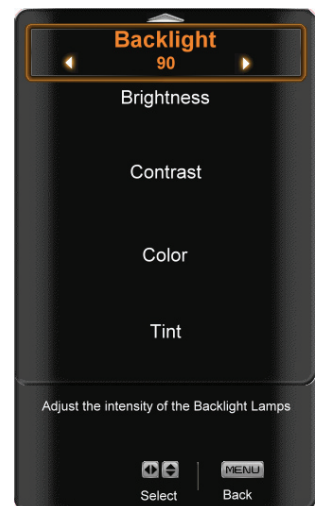 Backlight
90
Brightness
Contrast
Color
Tint
Adjust the intensity of the Backlight Lamps
MENU
Select Back